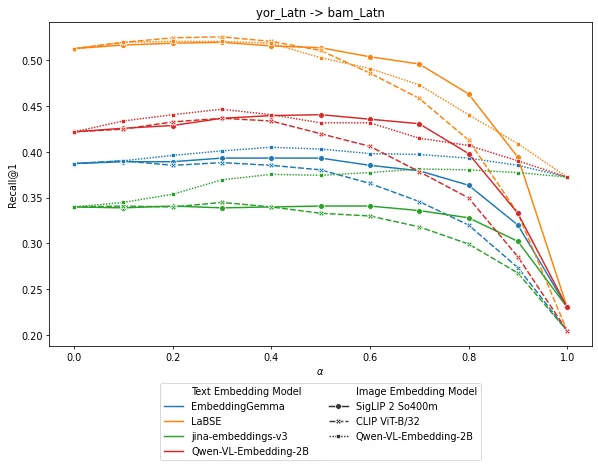 yor_Latn -> bam_Latn
0.50
0.45
0.40
0.35
0.30
0.25
0.20
Recall@1
0.0 0.2 0.4 0.6 0.8 1.0
α
Text Embedding Model Image Embedding Model
EmbeddingGemma SigLIP 2 So400m
LaBSE CLIP ViT-B/32
jina-embeddings-v3 Qwen-VL-Embedding-2B
Qwen-VL-Embedding-2B